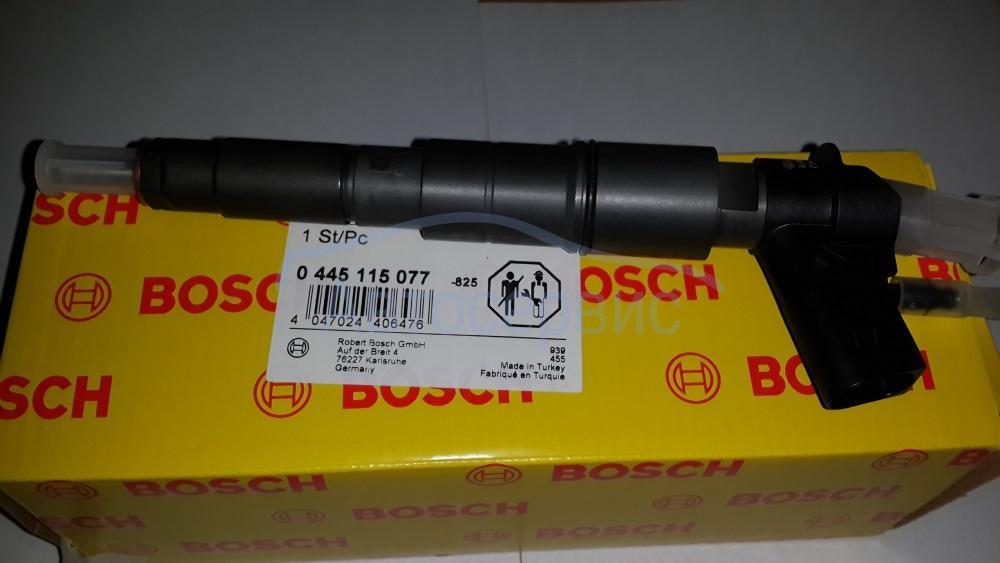 1 St/Pc
0 445 115 077 -825
4 047024 406476
Robert Bosch GmbH
Auf der Breit 4
76227 Karlsruhe
Germany
939
455
Made in Turkey
Fabriqué en Turquie
BOSCH
BOSCH
BOSCH
BOSCH
BOSCH
BOSCH
BOSCH
BOSCH
BOSCH
BOSCH